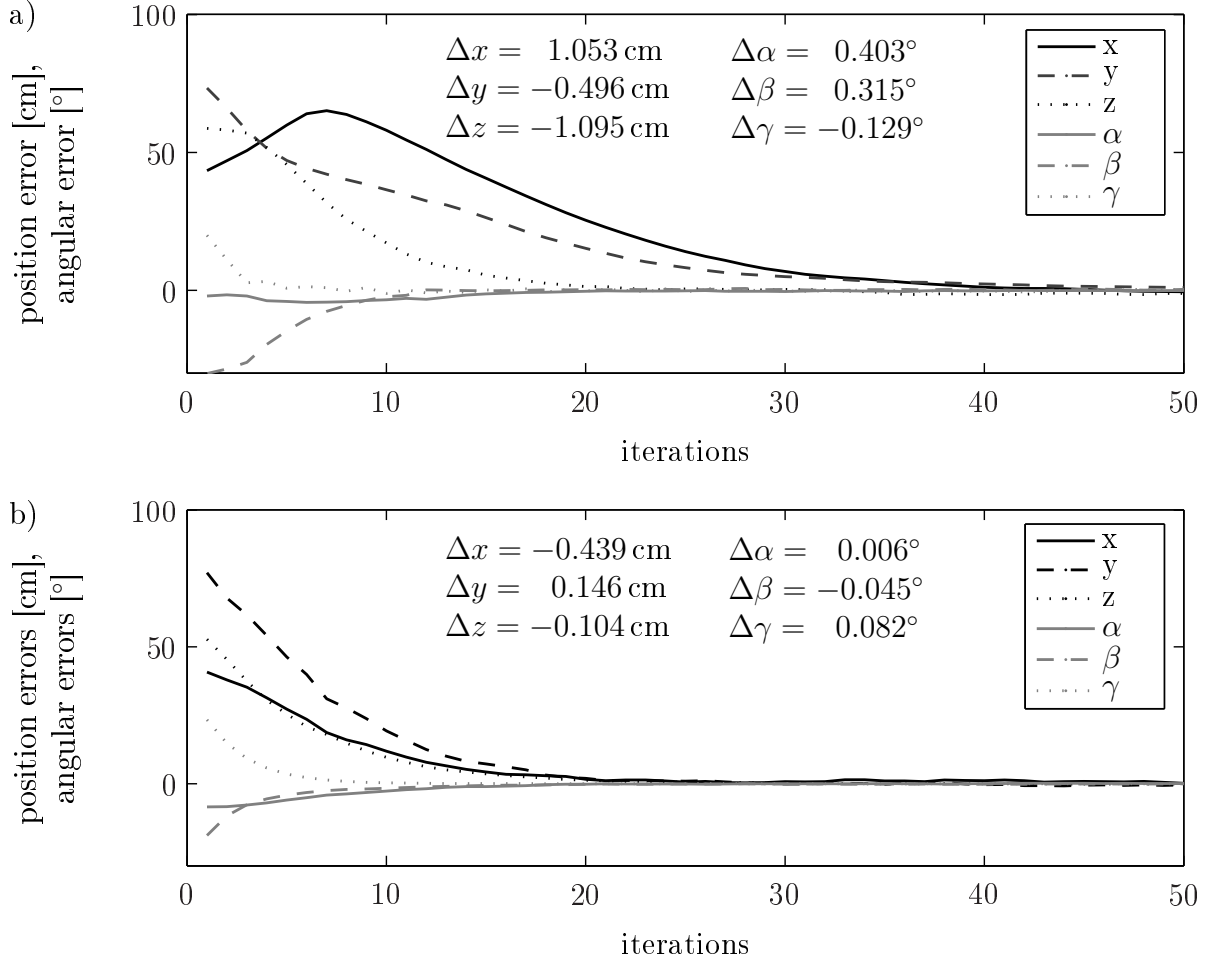 a)
position error [cm],
angular error [°]
100
50
0
Δx = 1.053 cm
Δy = −0.496 cm
Δz = −1.095 cm
Δα = 0.403°
Δβ = 0.315°
Δγ = −0.129°
x
y
z
α
β
γ
0 10 20 30 40 50
iterations
b)
position errors [cm],
angular errors [°]
100
50
0
Δx = −0.439 cm
Δy = 0.146 cm
Δz = −0.104 cm
Δα = 0.006°
Δβ = −0.045°
Δγ = 0.082°
x
y
z
α
β
γ
0 10 20 30 40 50
iterations